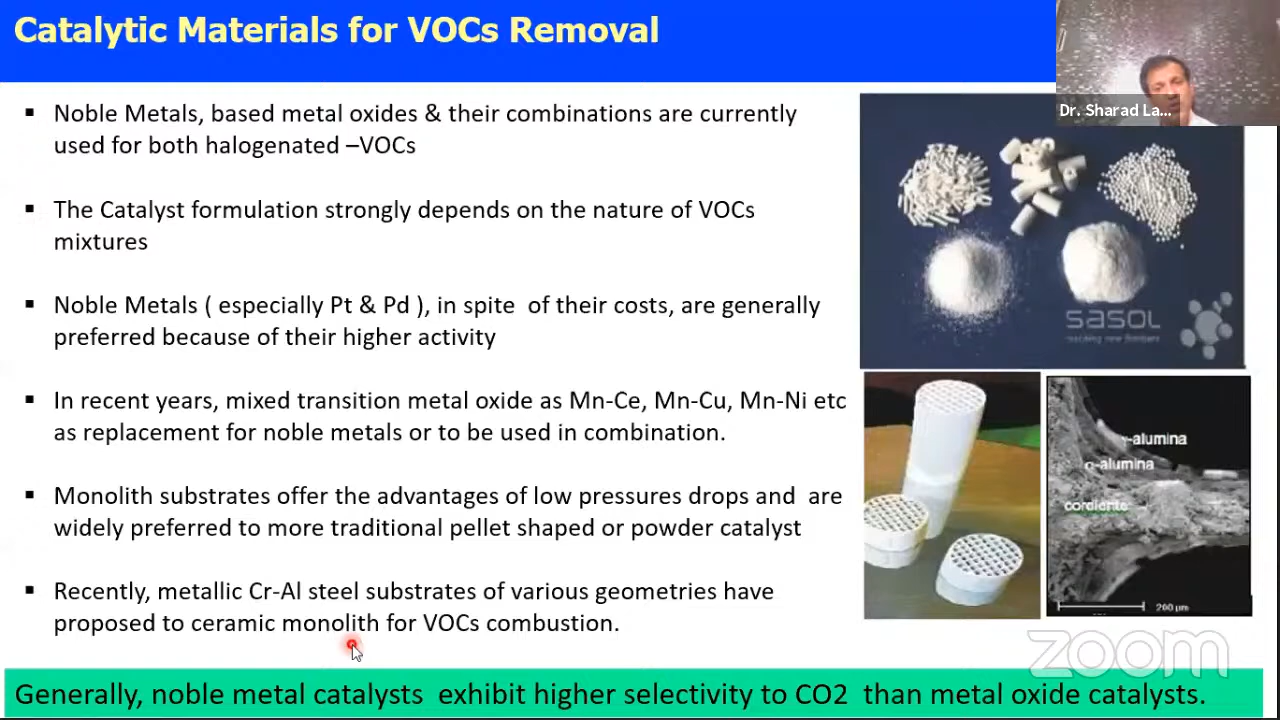 Catalytic Materials for VOCs Removal
Dr. Sharad La...
▪ Noble Metals, based metal oxides & their combinations are currently
used for both halogenated –VOCs
▪ The Catalyst formulation strongly depends on the nature of VOCs
mixtures
▪ Noble Metals ( especially Pt & Pd ), in spite of their costs, are generally
preferred because of their higher activity
▪ In recent years, mixed transition metal oxide as Mn-Ce, Mn-Cu, Mn-Ni etc
as replacement for noble metals or to be used in combination.
▪ Monolith substrates offer the advantages of low pressures drops and are
widely preferred to more traditional pellet shaped or powder catalyst
▪ Recently, metallic Cr-Al steel substrates of various geometries have
proposed to ceramic monolith for VOCs combustion.
sasol
reaching new frontiers
-alumina
α-alumina
cordierite
200 μm
zoom
Generally, noble metal catalysts exhibit higher selectivity to CO2 than metal oxide catalysts.